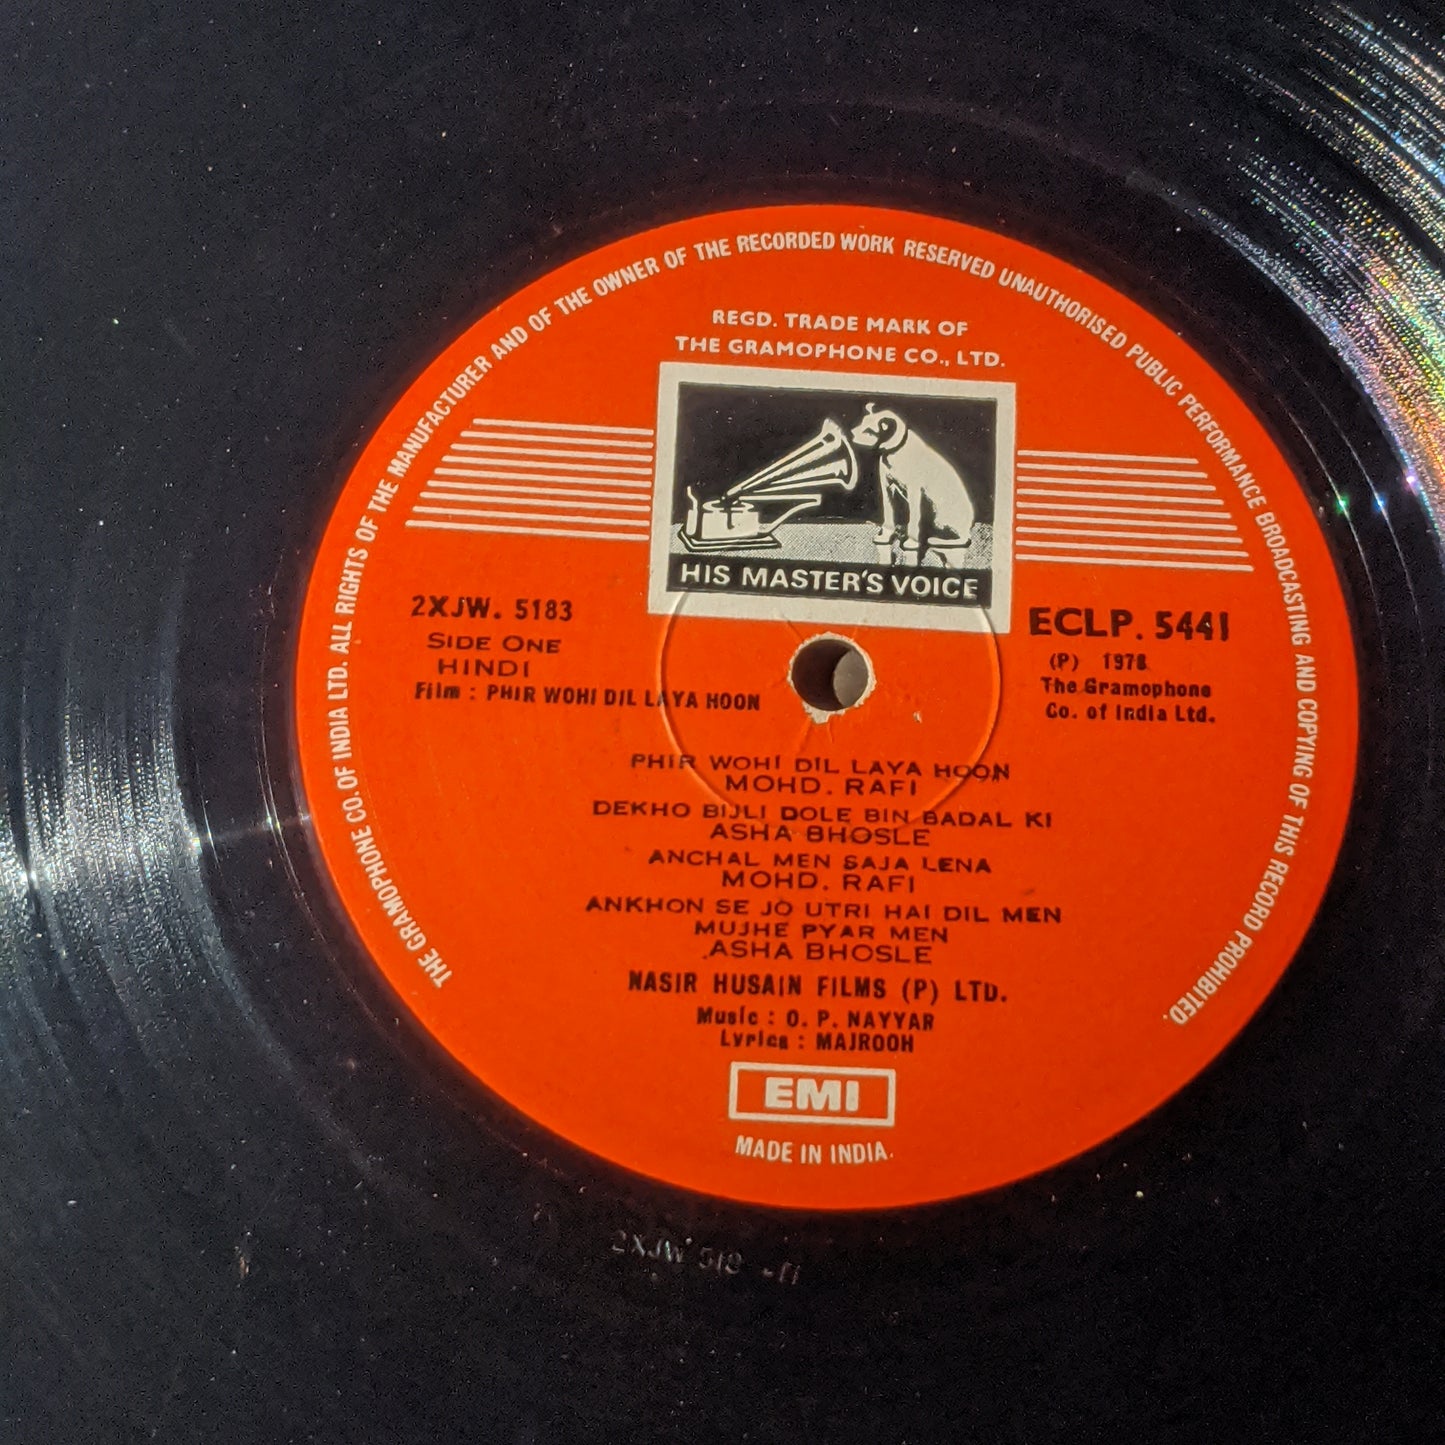 THE GRAMOPHONE CO. OF INDIA LTD. ALL RIGHTS OF THE MANUFACTURER AND OF THE OWNER OF THE RECORDED WORK RESERVED UNAUTHORISED PUBLIC PERFORMANCE BROADCASTING AND COPYING OF THIS RECORD PROHIBITED.
REGD. TRADE MARK OF
THE GRAMOPHONE CO., LTD.
HIS MASTER'S VOICE
2XJW. 5183
SIDE ONE
HINDI
Film : PHIR WOHI DIL LAYA HOON
ECLP. 5441
(P) 1978
The Gramophone
Co. of India Ltd.
PHIR WOHI DIL LAYA HOON
MOHD. RAFI
DEKHO BIJLI DOLE BIN BADAL KI
ASHA BHOSLE
ANCHAL MEN SAJA LENA
MOHD. RAFI
ANKHON SE JO UTRI HAI DIL MEN
MUJHE PYAR MEN
ASHA BHOSLE
NASIR HUSAIN FILMS (P) LTD.
Music : O. P. NAYYAR
Lyrics : MAJROOH
EMI
MADE IN INDIA.
2XJW